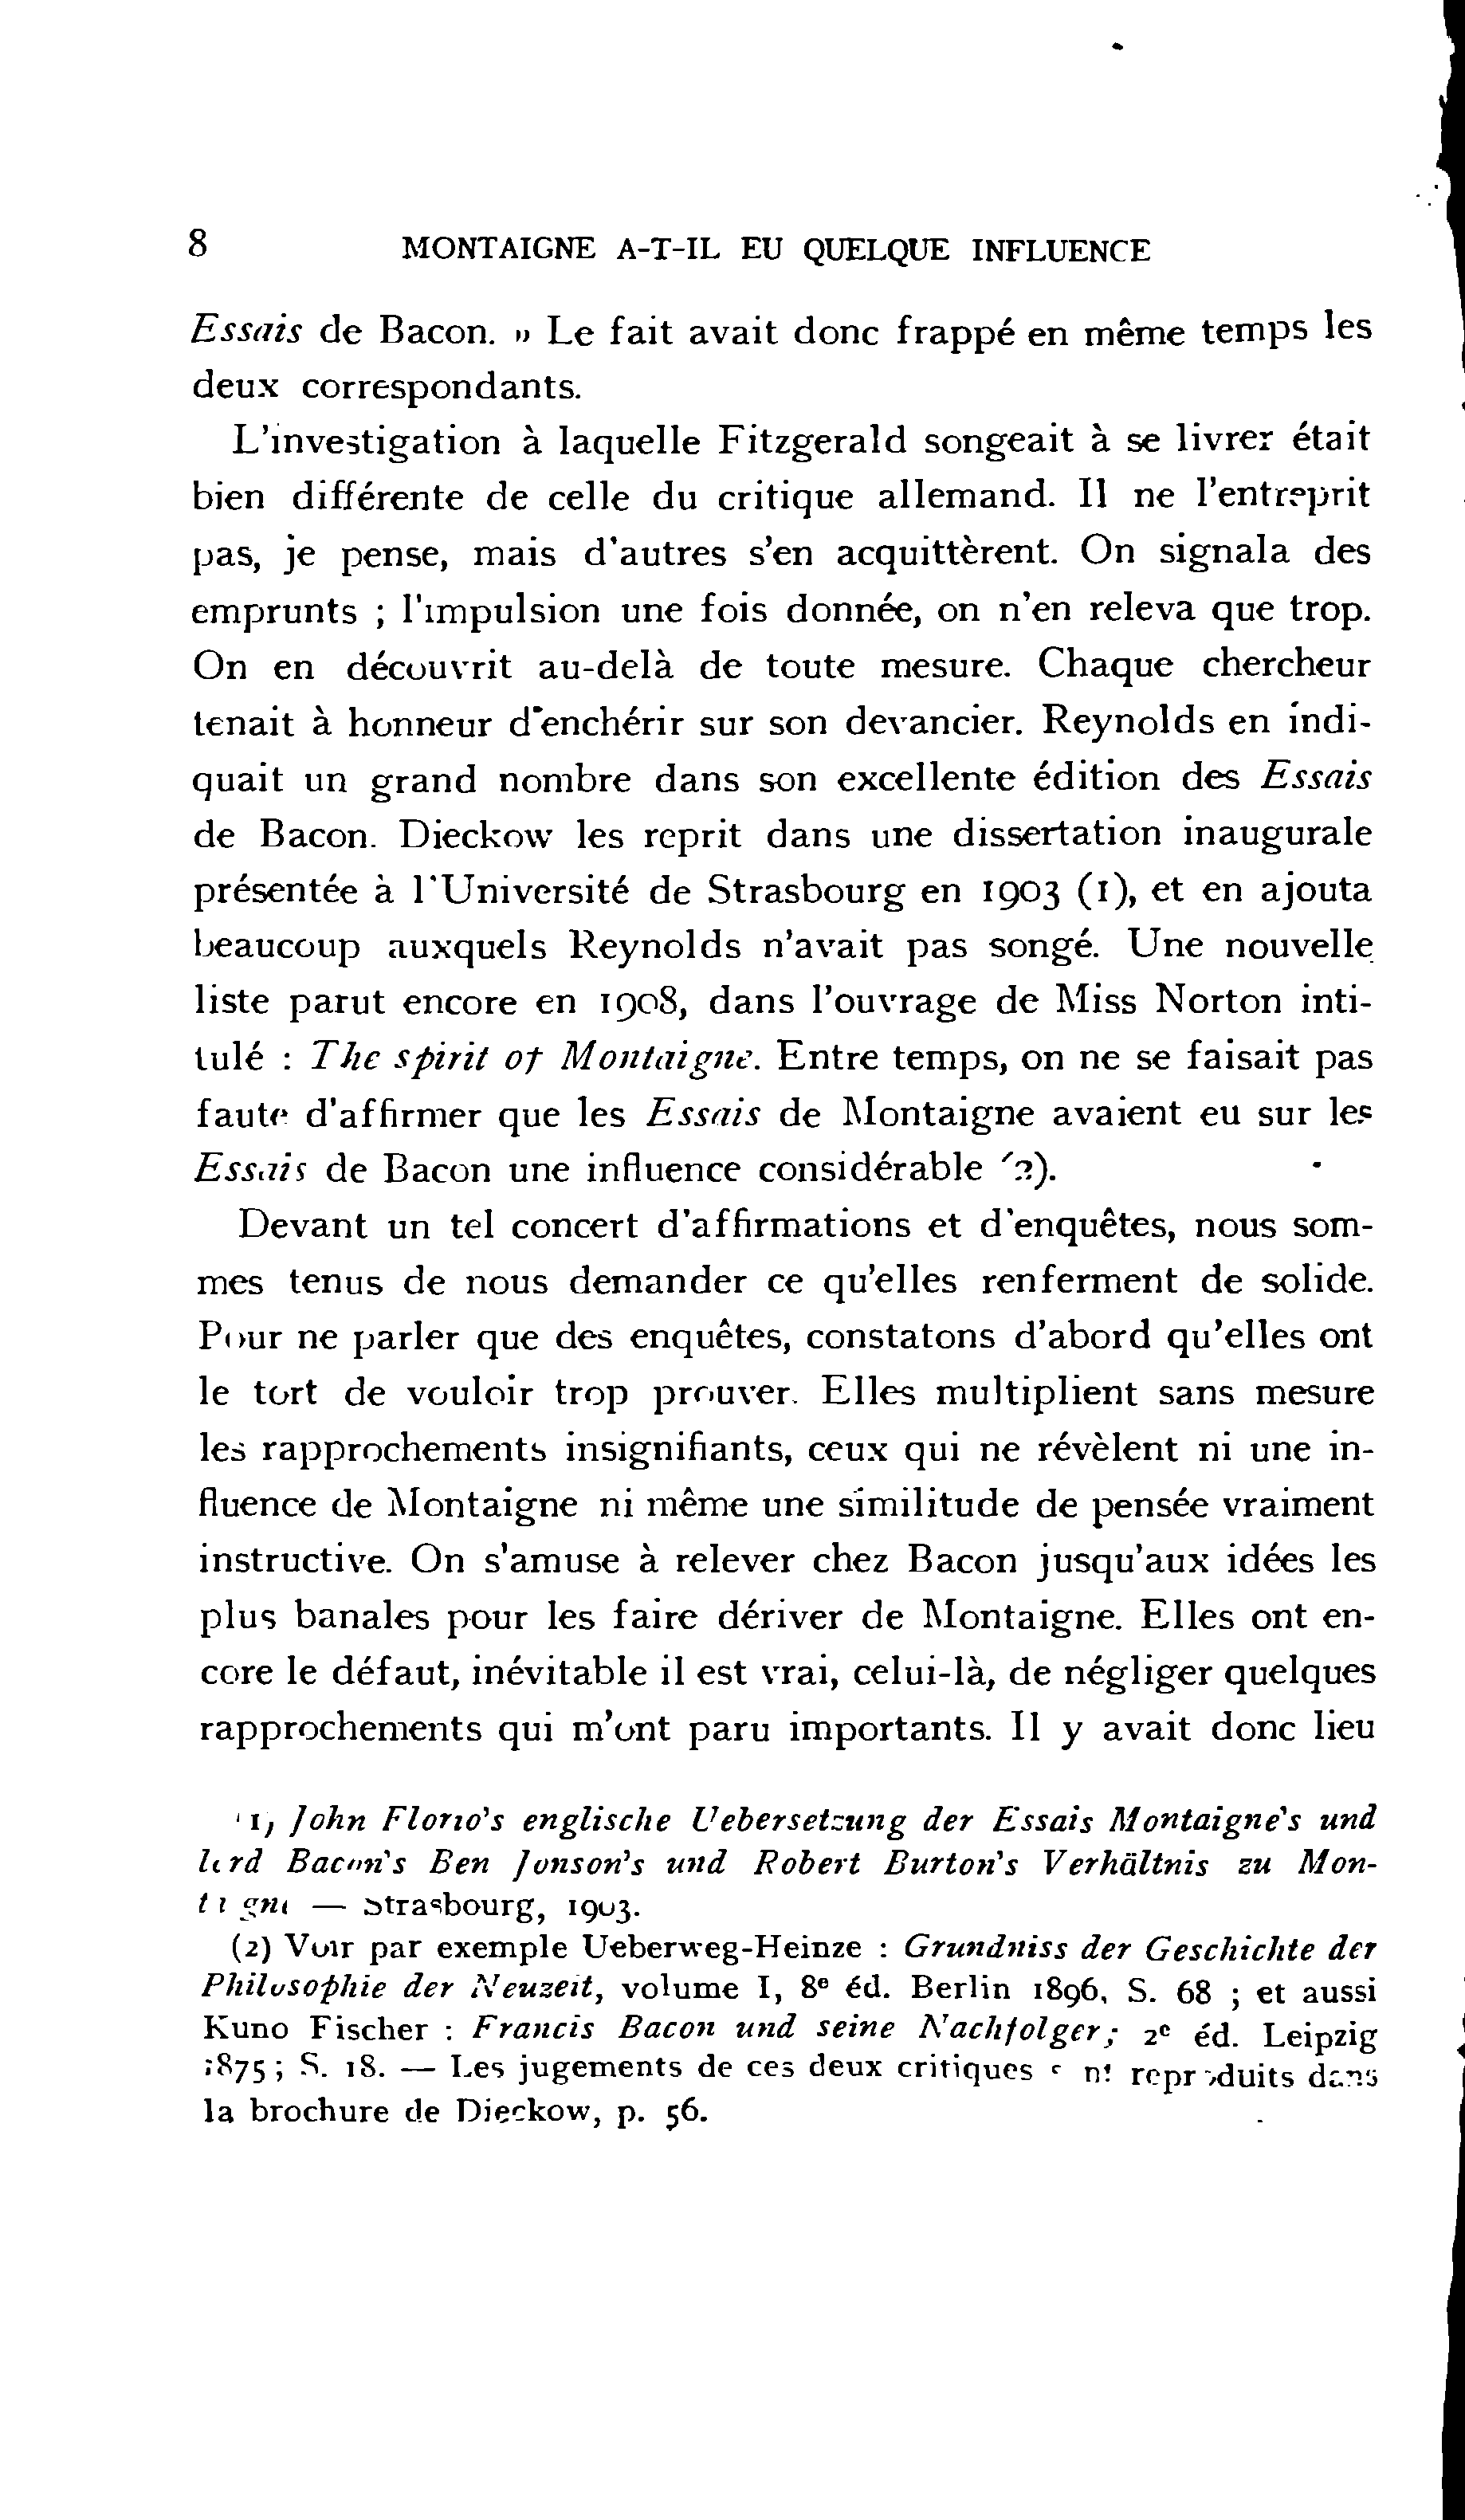 8 MONTAIGNE A-T-IL EU QUELQUE INFLUENCE
Essais de Bacon. » Le fait avait donc frappé en même temps les
deux correspondants.
L'investigation à laquelle Fitzgerald songeait à se livrer était
bien différente de celle du critique allemand. Il ne l'entreprit
pas, je pense, mais d'autres s'en acquittèrent. On signala des
emprunts ; l'impulsion une fois donnée, on n'en releva que trop.
On en découvrit au-delà de toute mesure. Chaque chercheur
tenait à honneur d'enchérir sur son devancier. Reynolds en indi-
quait un grand nombre dans son excellente édition des Essais
de Bacon. Dieckow les reprit dans une dissertation inaugurale
présentée à l'Université de Strasbourg en 1903 (1), et en ajouta
beaucoup auxquels Reynolds n'avait pas songé. Une nouvelle
liste parut encore en 1908, dans l'ouvrage de Miss Norton inti-
tulé : The spirit of Montaigne. Entre temps, on ne se faisait pas
faute d'affirmer que les Essais de Montaigne avaient eu sur les
Essais de Bacon une influence considérable (2).
Devant un tel concert d'affirmations et d'enquêtes, nous som-
mes tenus de nous demander ce qu'elles renferment de solide.
Pour ne parler que des enquêtes, constatons d'abord qu'elles ont
le tort de vouloir trop prouver. Elles multiplient sans mesure
les rapprochements insignifiants, ceux qui ne révèlent ni une in-
fluence de Montaigne ni même une similitude de pensée vraiment
instructive. On s'amuse à relever chez Bacon jusqu'aux idées les
plus banales pour les faire dériver de Montaigne. Elles ont en-
core le défaut, inévitable il est vrai, celui-là, de négliger quelques
rapprochements qui m'ont paru importants. Il y avait donc lieu
(1) John Florio's englische Uebersetzung der Essais Montaigne's und
Lord Bacon's Ben Jonson's und Robert Burton's Verhältnis zu Mon-
taigne — Strasbourg, 1903.
(2) Voir par exemple Ueberweg-Heinze : Grundniss der Geschichte der
Philosophie der Neuzeit, volume I, 8e éd. Berlin 1896, S. 68 ; et aussi
Kuno Fischer : Francis Bacon und seine Nachfolger; 2e éd. Leipzig
1875 ; S. 18. — Les jugements de ces deux critiques sont reproduits dans
la brochure de Dieckow, p. 56.